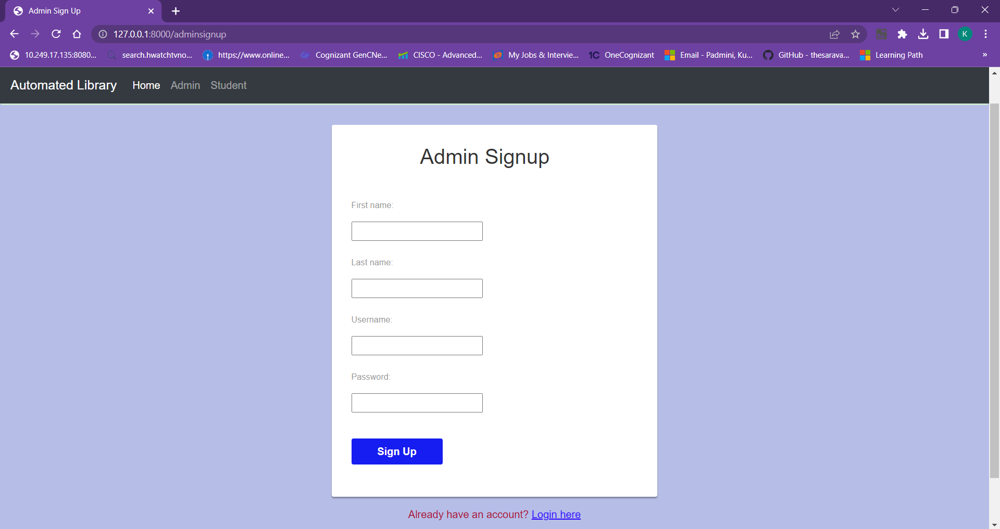 Admin Sign Up
127.0.0.1:8000/adminsignup
K
10.249.17.135:8080... search.hwatchtvno... https://www.online... Cognizant GenCNe... CISCO - Advanced... My Jobs & Intervie... 1C OneCognizant Email - Padmini, Ku... GitHub - thesarava... Learning Path »
Automated Library Home Admin Student
Admin Signup
First name:
Last name:
Username:
Password:
Sign Up
Already have an account? Login here